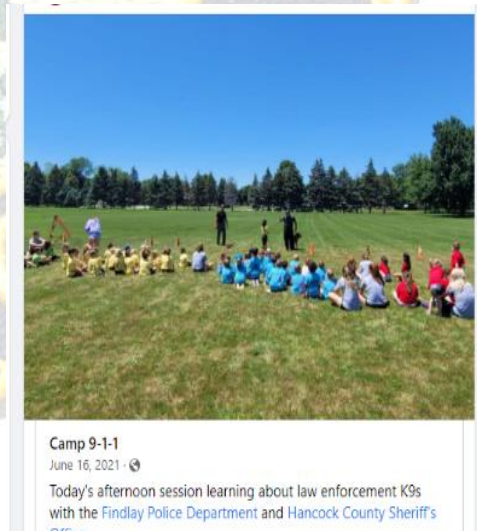 Camp 9-1-1
June 16, 2021 ·
Today's afternoon session learning about law enforcement K9s
with the Findlay Police Department and Hancock County Sheriff's